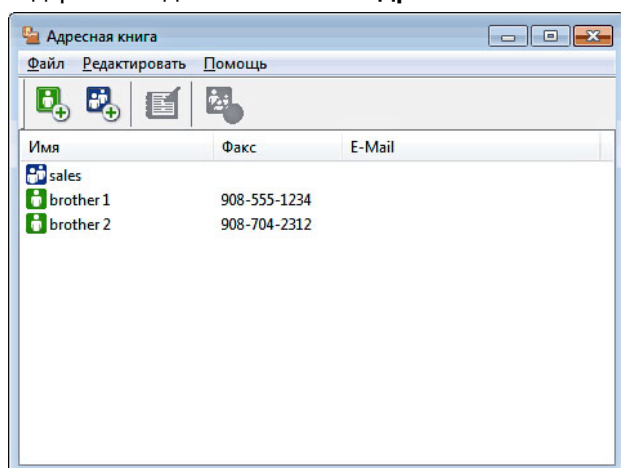 Адресная книга
Файл Редактировать Помощь
Имя Факс E-Mail
sales
brother 1 908-555-1234
brother 2 908-704-2312